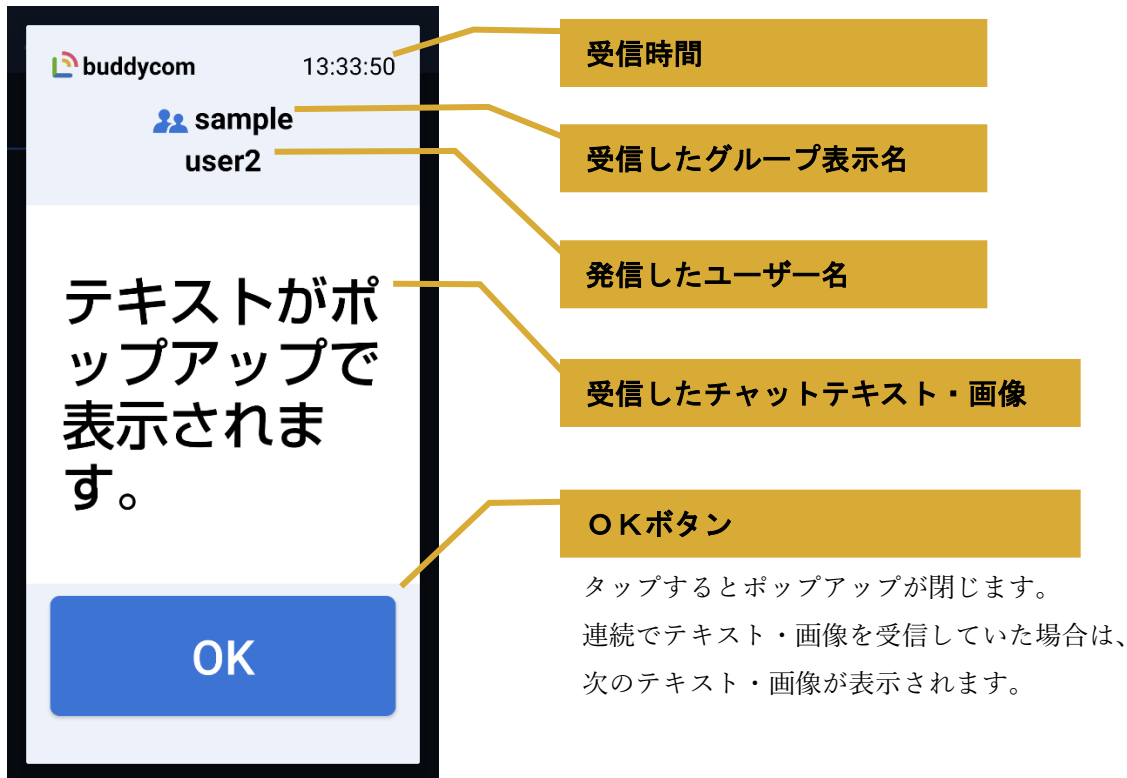 buddycom
13:33:50
sample
user2
テキストがポ
ップアップで
表示されま
す。
OK
受信時間
受信したグループ表示名
発信したユーザー名
受信したチャットテキスト・画像
ＯＫボタン
タップするとポップアップが閉じます。
連続でテキスト・画像を受信していた場合は、
次のテキスト・画像が表示されます。